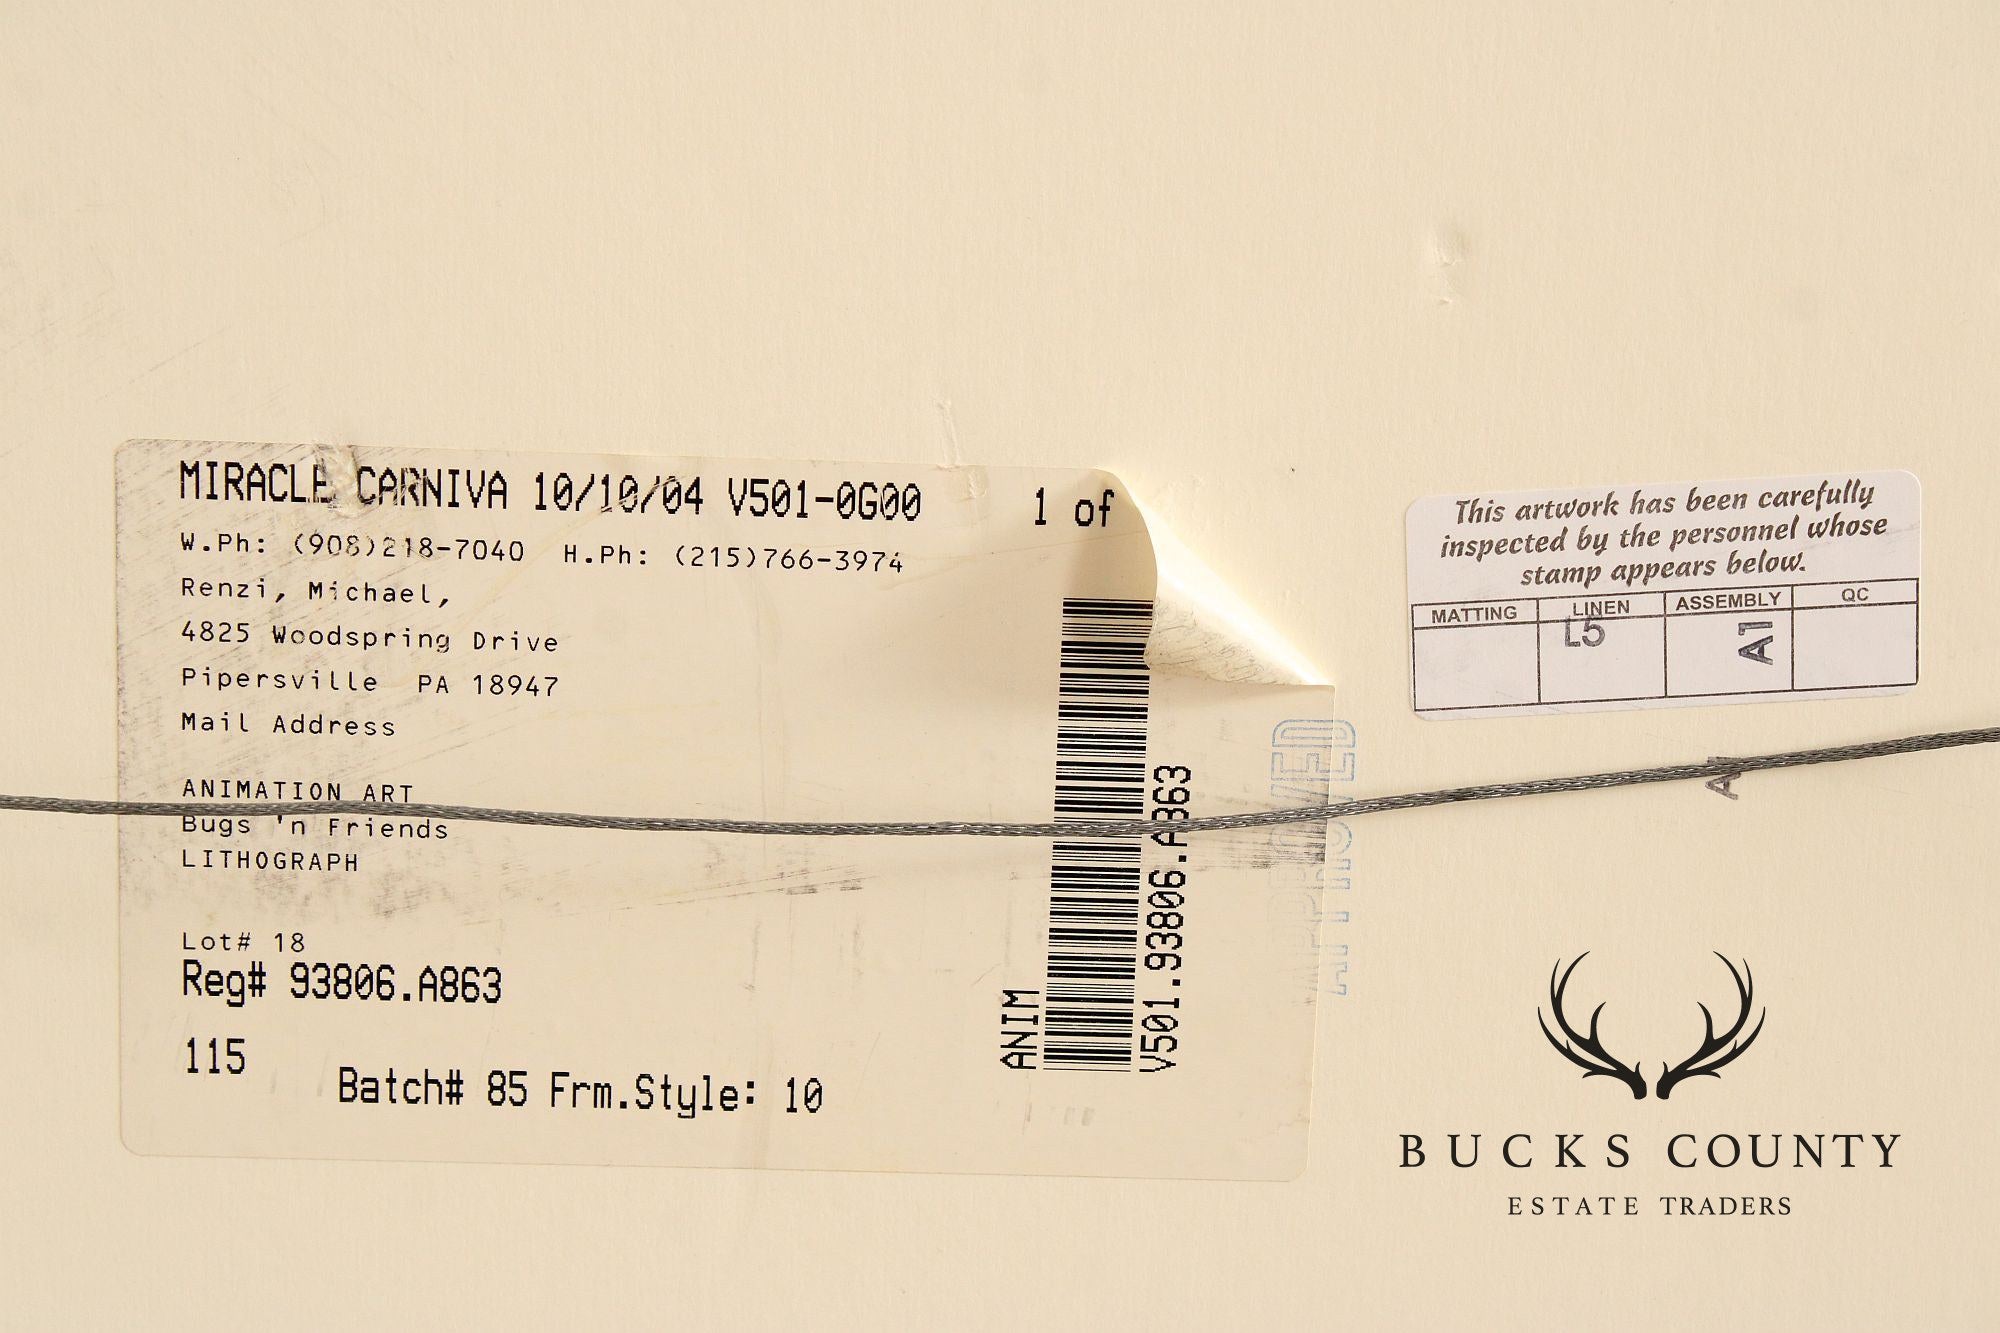 MIRACLE CARNIVA 10/10/04 V501-0G00 1 of
W.Ph: (908)218-7040 H.Ph: (215)766-3974
Renzi, Michael,
4825 Woodspring Drive
Pipersville PA 18947
Mail Address
ANIMATION ART
Bugs 'n Friends
LITHOGRAPH
Lot# 18
Reg# 93806.A863
115
Batch# 85 Frm.Style: 10
ANIM
V501.93806.A863
APPROVED
This artwork has been carefully
inspected by the personnel whose
stamp appears below.
MATTING LINEN ASSEMBLY QC
L5 A1
BUCKS COUNTY
ESTATE TRADERS